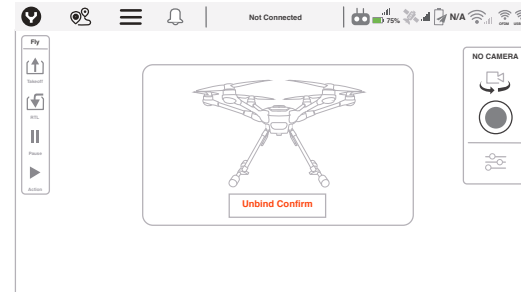 Not Connected
75%
N/A
Fly
Takeoff
RTL
Pause
Action
Unbind Confirm
NO CAMERA